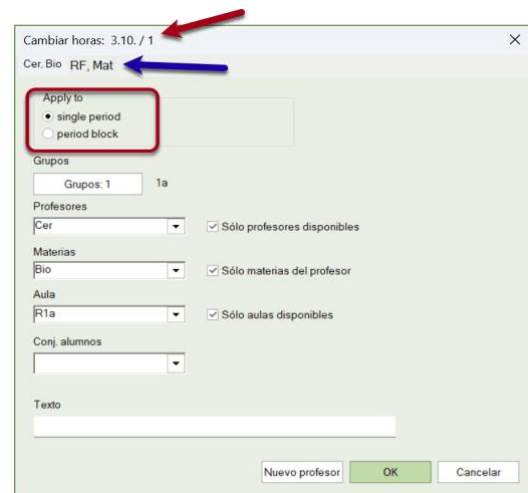 Cambiar horas: 3.10. / 1
Cer, Bio RF, Mat
Apply to
single period
period block
Grupos
Grupos: 1 1a
Profesores
Cer Sólo profesores disponibles
Materias
Bio Sólo materias del profesor
Aula
R1a Sólo aulas disponibles
Conj. alumnos
Texto
Nuevo profesor OK Cancelar